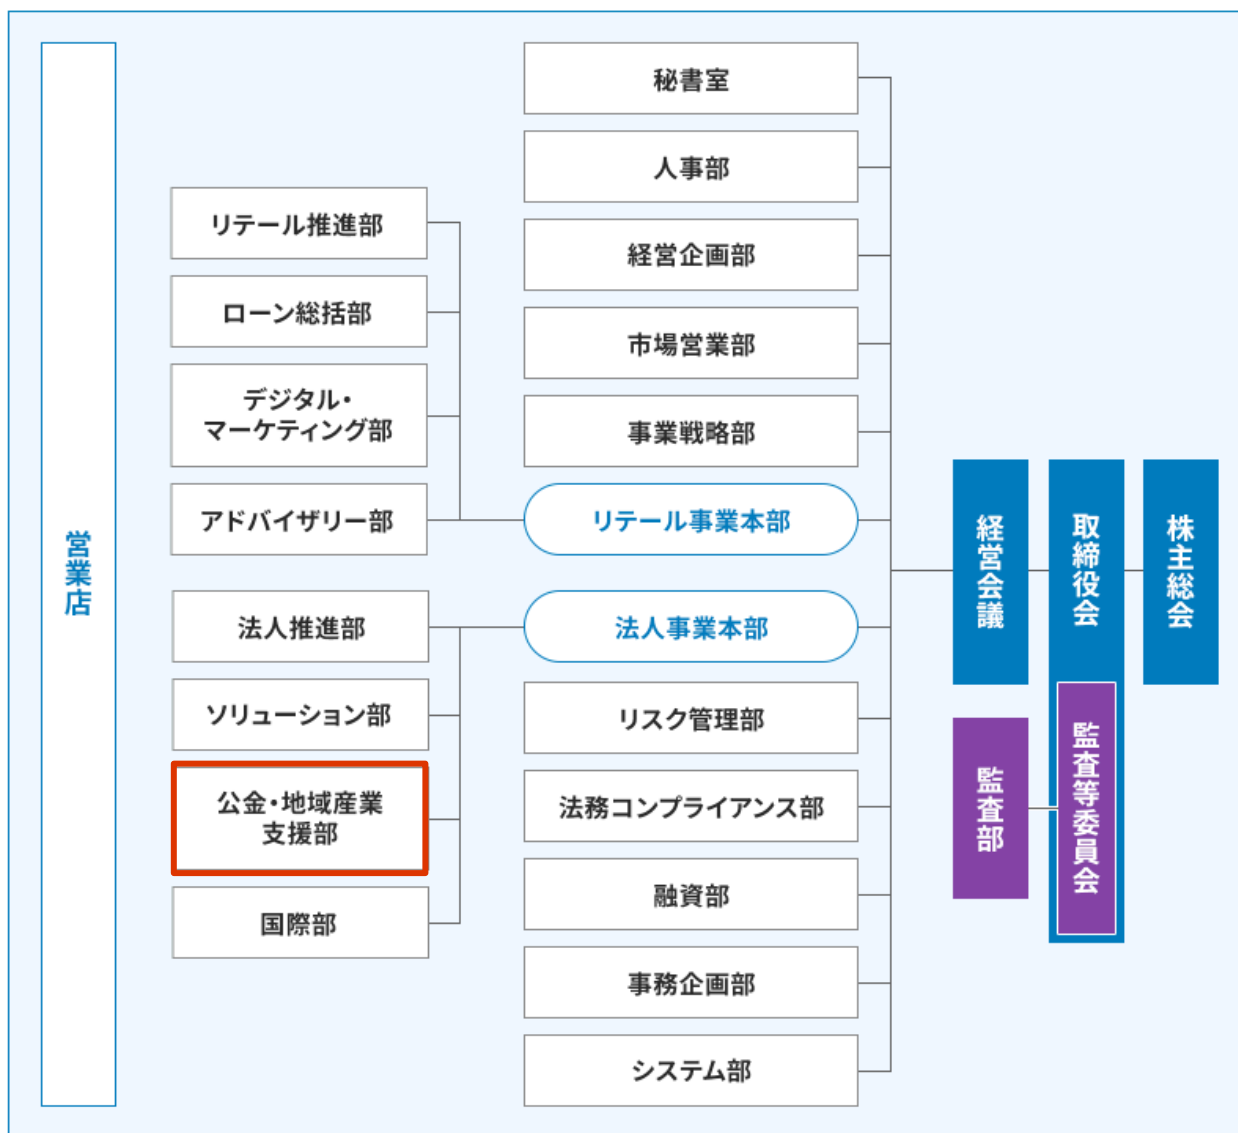 営業店
リテール推進部
ローン総括部
デジタル・
マーケティング部
アドバイザリー部
法人推進部
ソリューション部
公金・地域産業
支援部
国際部
秘書室
人事部
経営企画部
市場営業部
事業戦略部
リテール事業本部
法人事業本部
リスク管理部
法務コンプライアンス部
融資部
事務企画部
システム部
経営会議
監査部
取締役会
監査等委員会
株主総会